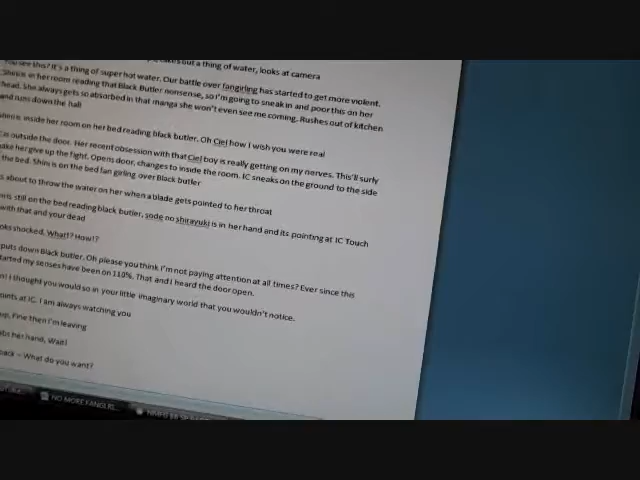 out a thing of water, looks at camera
You see this? It's a thing of super hot water. Our battle over fangirling has started to get more violent.
Shini is in her room reading that Black Butler nonsense, so I'm going to sneak in and poor this on her
head. She always gets so absorbed in that manga she won't even see me coming. Rushes out of kitchen
and runs down the hall
is inside her room on her bed reading black butler. Oh Ciel how I wish you were real
is outside the door. Her recent obsession with that Ciel boy is really getting on my nerves. This'll surly
make her give up the fight. Opens door, changes to inside the room. IC sneaks on the ground to the side
the bed. Shini is on the bed fan girling over Black butler
about to throw the water on her when a blade gets pointed to her throat
is still on the bed reading black butler, sode no shirayuki is in her hand and its pointing at IC Touch
with that and your dead
shocked. What!? How!?
puts down Black butler. Oh please you think I'm not paying attention at all times? Ever since this
started my senses have been on 110%. That and I heard the door open.
I thought you would so in your little imaginary world that you wouldn't notice.
points at IC. I am always watching you
Fine then I'm leaving
her hand, Wait!
back – What do you want?
NO MORE FANGIRL...